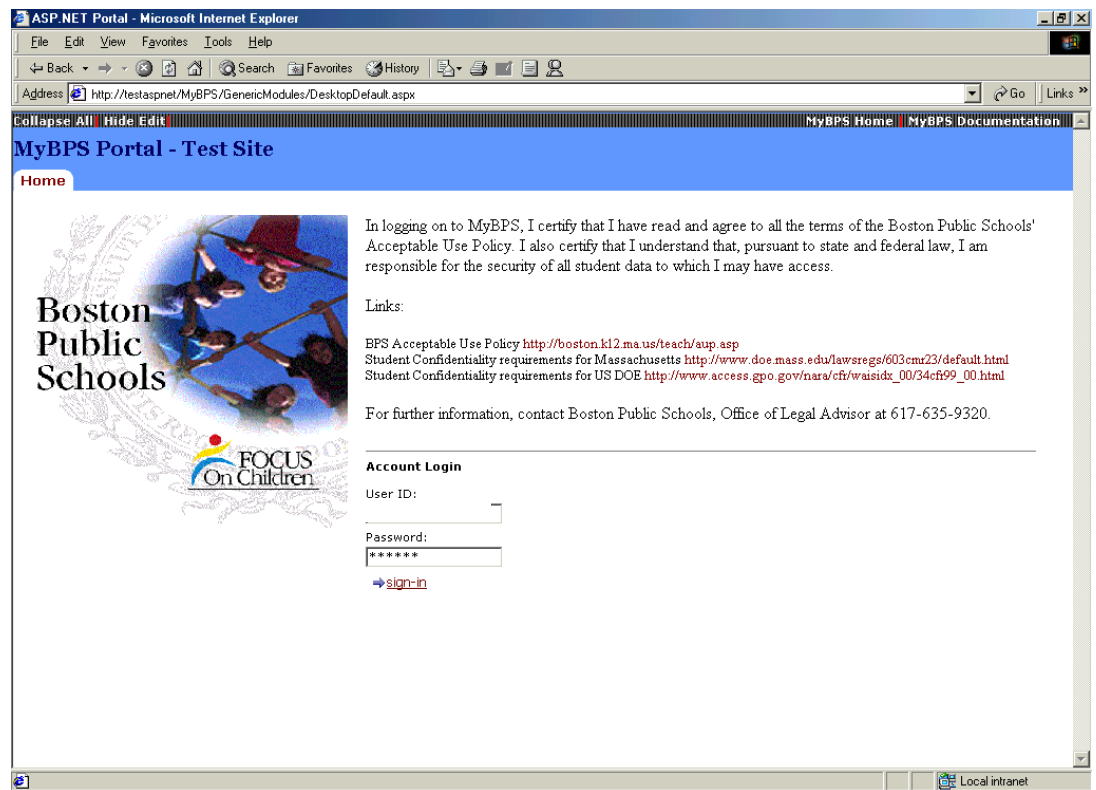 ASP.NET Portal - Microsoft Internet Explorer
File Edit View Favorites Tools Help
Back Search Favorites History
Address http://testaspnet/MyBPS/GenericModules/DesktopDefault.aspx Go Links »
Collapse All | Hide Edit | MyBPS Home | MyBPS Documentation
MyBPS Portal - Test Site
Home
Boston
Public
Schools
FOCUS
On Children
In logging on to MyBPS, I certify that I have read and agree to all the terms of the Boston Public Schools'
Acceptable Use Policy. I also certify that I understand that, pursuant to state and federal law, I am
responsible for the security of all student data to which I may have access.
Links:
BPS Acceptable Use Policy http://boston.k12.ma.us/teach/aup.asp
Student Confidentiality requirements for Massachusetts http://www.doe.mass.edu/lawsregs/603cmr23/default.html
Student Confidentiality requirements for US DOE http://www.access.gpo.gov/nara/cfr/waisidx_00/34cfr99_00.html
For further information, contact Boston Public Schools, Office of Legal Advisor at 617-635-9320.
Account Login
User ID:
Password:
******
sign-in
Local intranet